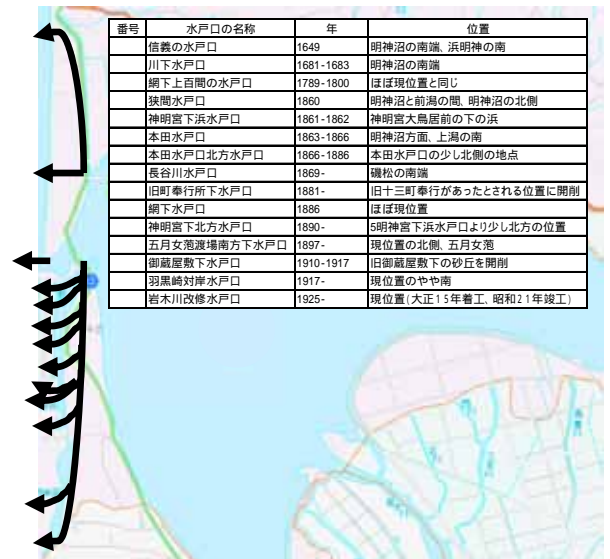 番号 水戸口の名称 年 位置
信義の水戸口 1649 明神沼の南端、浜明神の南
川下水戸口 1681-1683 明神沼の南端
網下上百間の水戸口 1789-1800 ほぼ現位置と同じ
狭間水戸口 1860 明神沼と前潟の間、明神沼の北側
神明宮下浜水戸口 1861-1862 神明宮大鳥居前の下の浜
本田水戸口 1863-1866 明神沼方面、上潟の南
本田水戸口北方水戸口 1866-1886 本田水戸口の少し北側の地点
長谷川水戸口 1869- 磯松の南端
旧町奉行所下水戸口 1881- 旧十三町奉行があったとされる位置に開削
網下水戸口 1886 ほぼ現位置
神明宮下北方水戸口 1890- 5明神宮下浜水戸口より少し北方の位置
五月女萢渡場南方下水戸口 1897- 現位置の北側、五月女萢
御蔵屋敷下水戸口 1910-1917 旧御蔵屋敷下の砂丘を開削
羽黒崎対岸水戸口 1917- 現位置のやや南
岩木川改修水戸口 1925- 現位置(大正15年着工、昭和21年竣工)